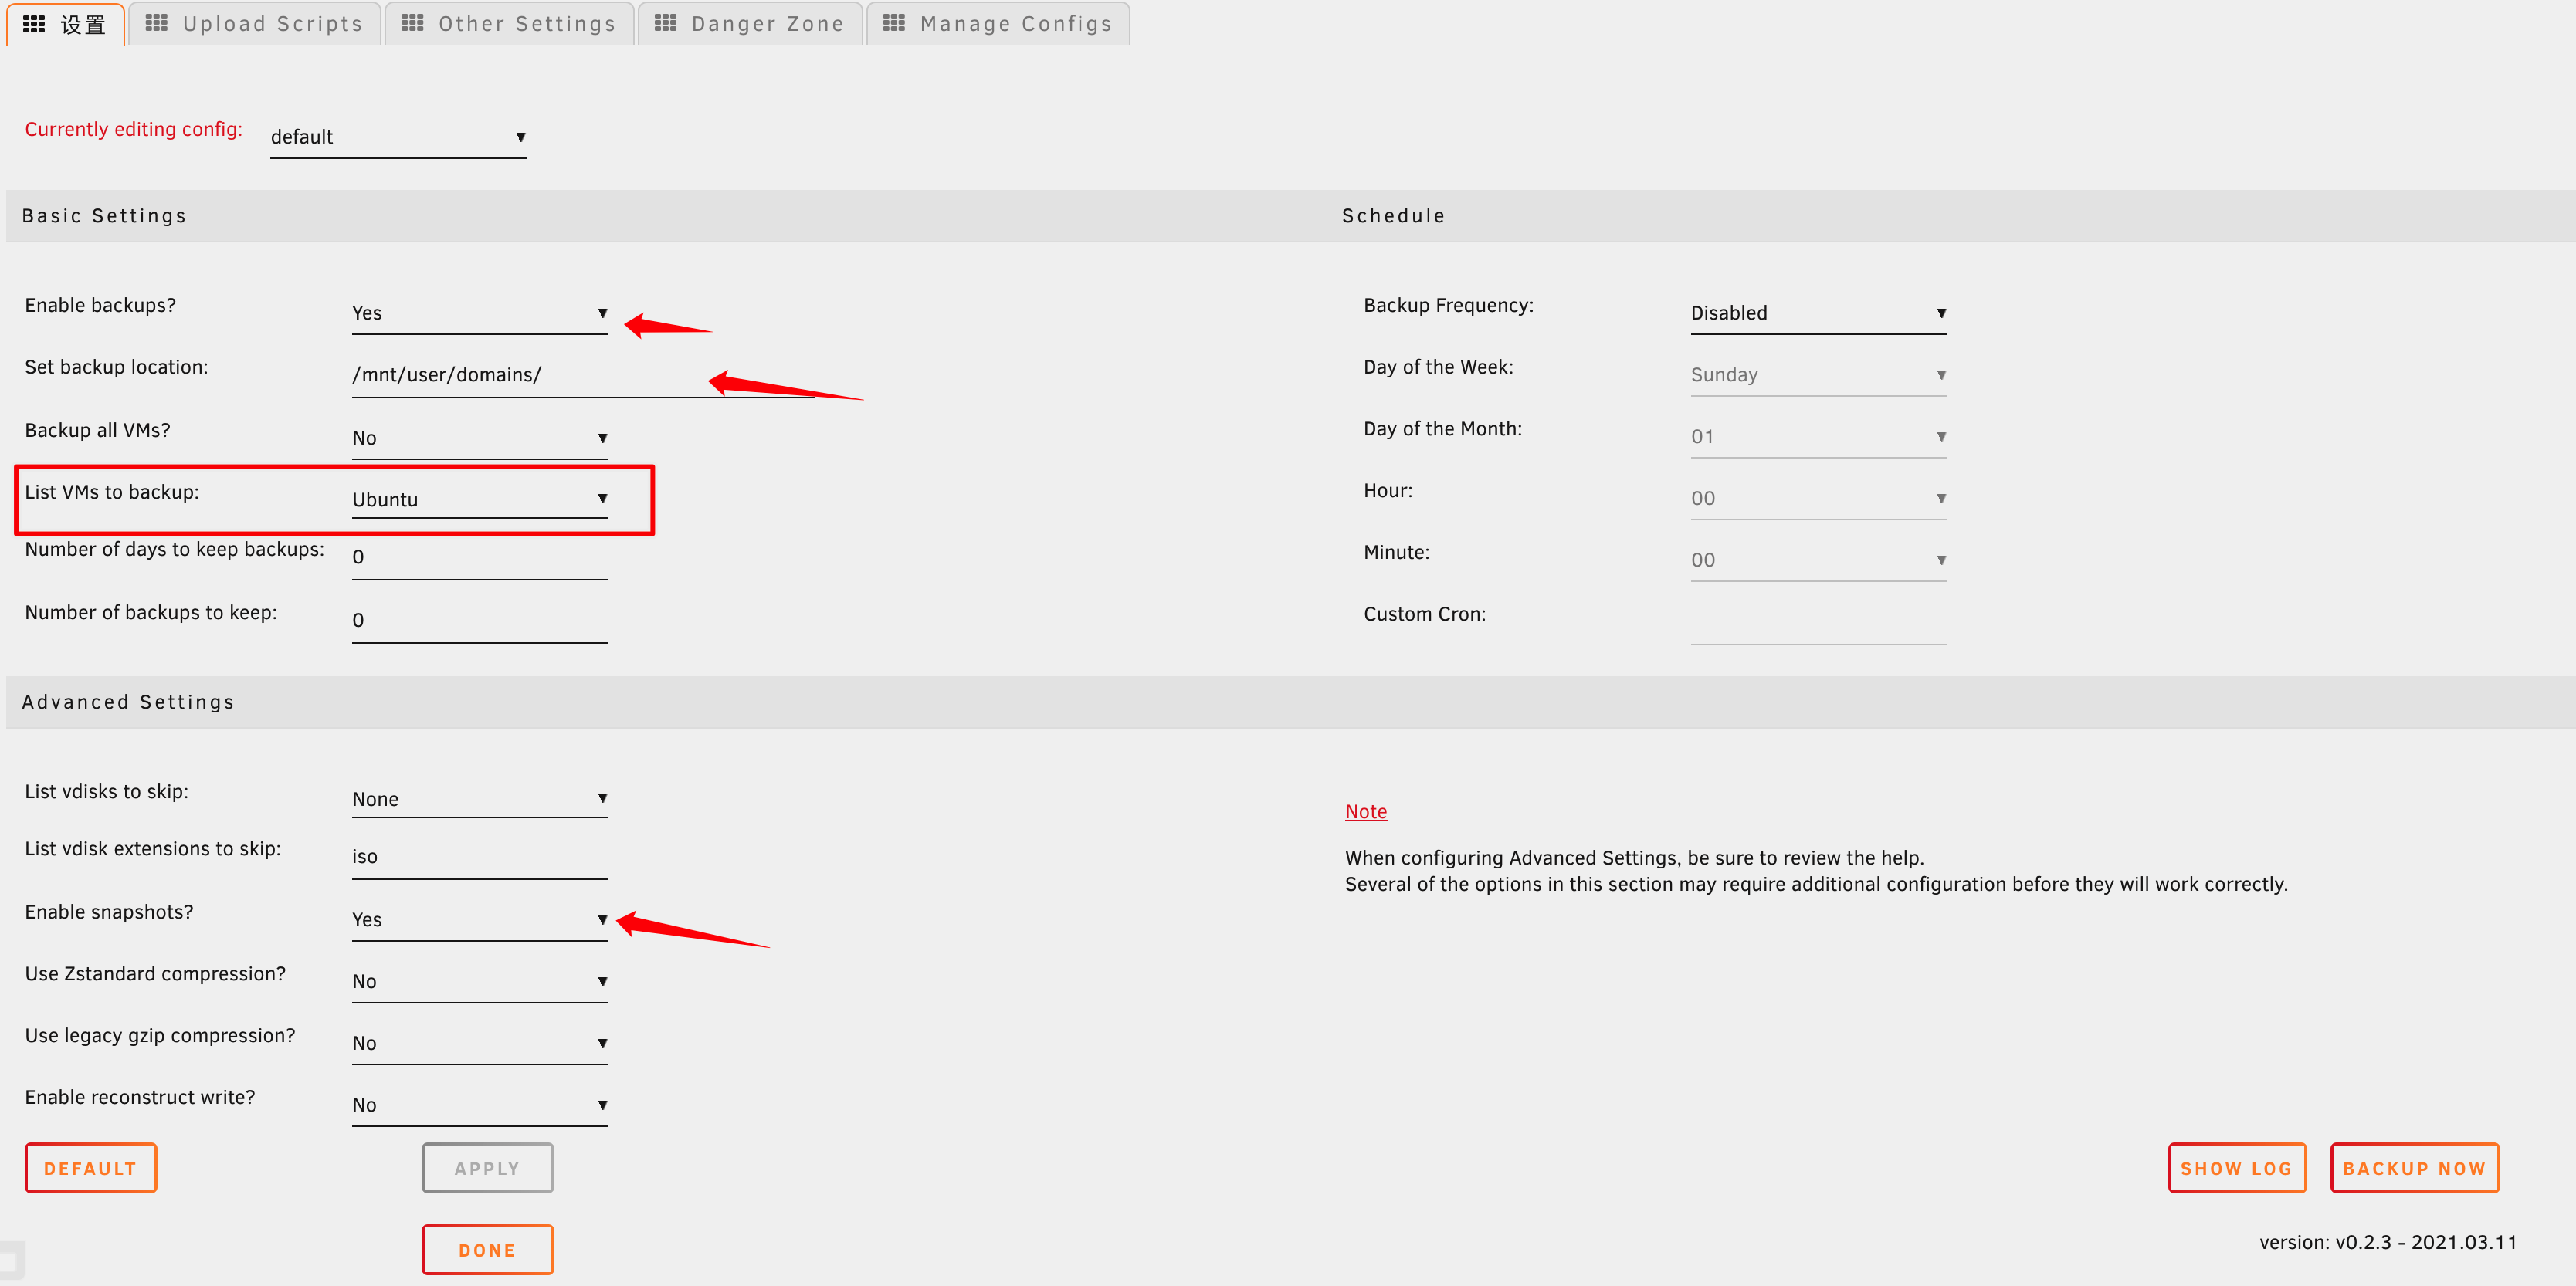 设置
Upload Scripts
Other Settings
Danger Zone
Manage Configs
Currently editing config:
default
Basic Settings
Schedule
Enable backups?
Yes
Backup Frequency:
Disabled
Set backup location:
/mnt/user/domains/
Day of the Week:
Sunday
Backup all VMs?
No
Day of the Month:
01
List VMs to backup:
Ubuntu
Hour:
00
Number of days to keep backups:
0
Minute:
00
Number of backups to keep:
0
Custom Cron:
Advanced Settings
List vdisks to skip:
None
Note
List vdisk extensions to skip:
iso
When configuring Advanced Settings, be sure to review the help.
Several of the options in this section may require additional configuration before they will work correctly.
Enable snapshots?
Yes
Use Zstandard compression?
No
Use legacy gzip compression?
No
Enable reconstruct write?
No
DEFAULT
APPLY
SHOW LOG
BACKUP NOW
DONE
version: v0.2.3 - 2021.03.11